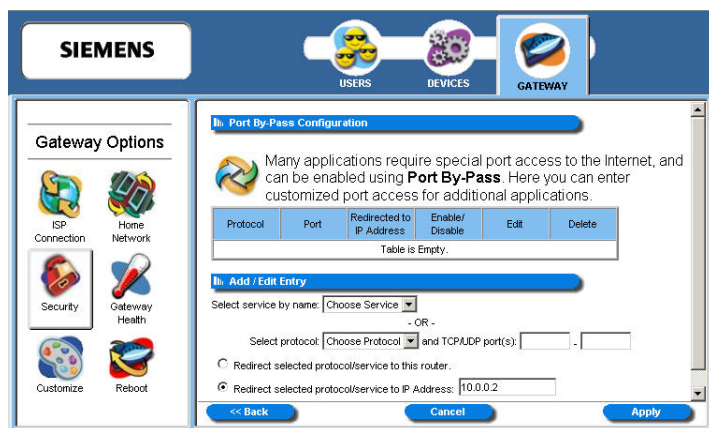 SIEMENS
USERS
DEVICES
GATEWAY
Gateway Options
ISP
Connection
Home
Network
Security
Gateway
Health
Customize
Reboot
Port By-Pass Configuration
Many applications require special port access to the Internet, and
can be enabled using Port By-Pass. Here you can enter
customized port access for additional applications.
Protocol Port Redirected to IP Address Enable/ Disable Edit Delete
Table is Empty.
Add / Edit Entry
Select service by name: Choose Service
- OR -
Select protocol: Choose Protocol and TCP/UDP port(s): -
Redirect selected protocol/service to this router.
Redirect selected protocol/service to IP Address: 10.0.0.2
<< Back Cancel Apply